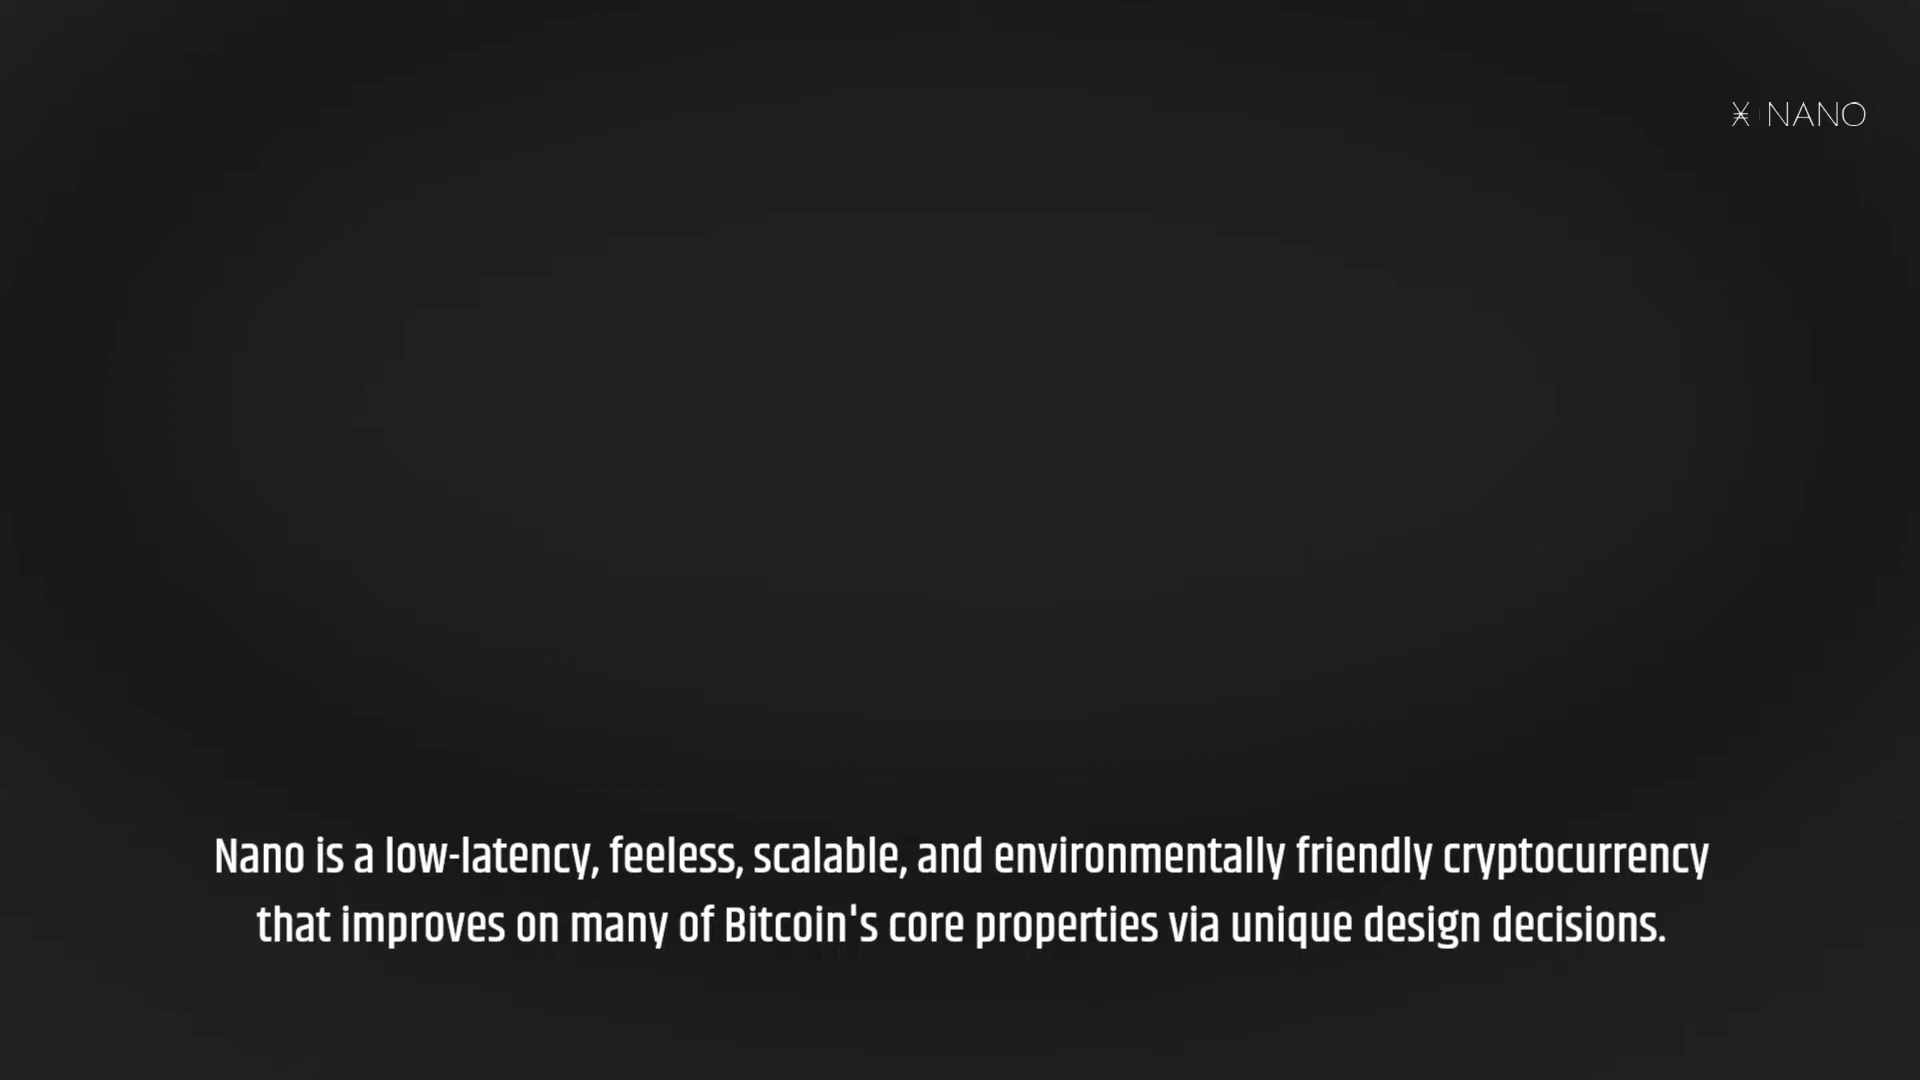 Ӿ NANO
Nano is a low-latency, feeless, scalable, and environmentally friendly cryptocurrency
that improves on many of Bitcoin's core properties via unique design decisions.